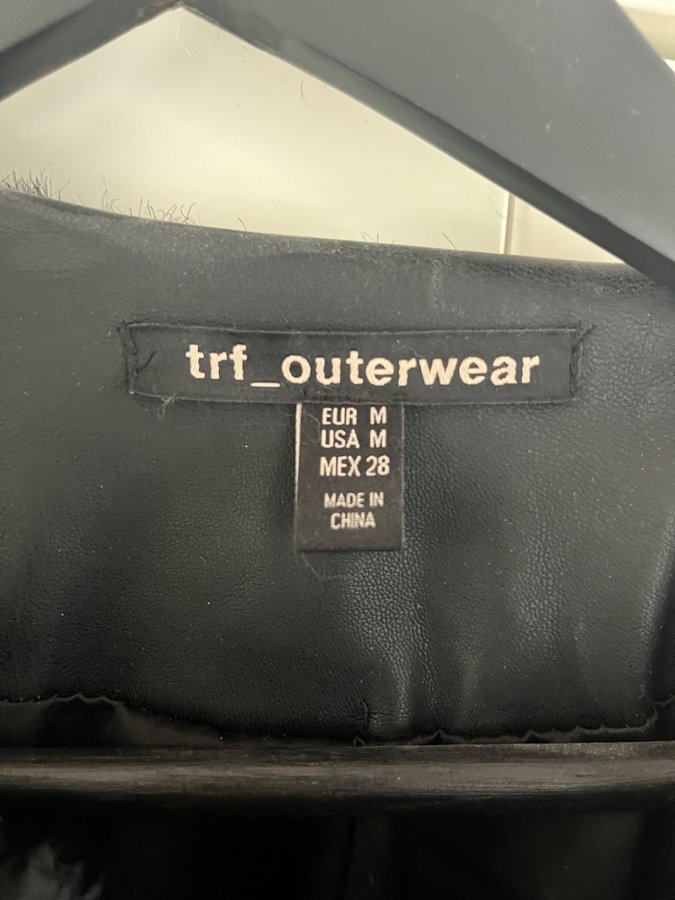 trf_outerwear
EUR M
USA M
MEX 28
MADE IN
CHINA